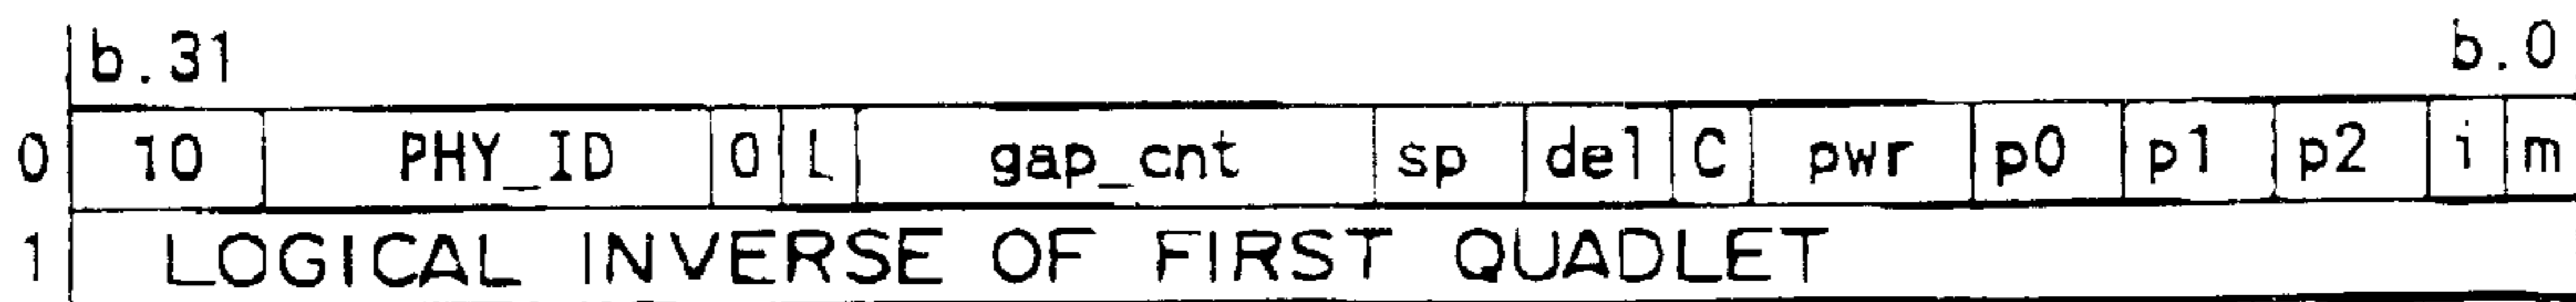 b.31 b.0
0 10 PHY_ID 0 L gap_cnt sp del C pwr p0 p1 p2 i m
1 LOGICAL INVERSE OF FIRST QUADLET